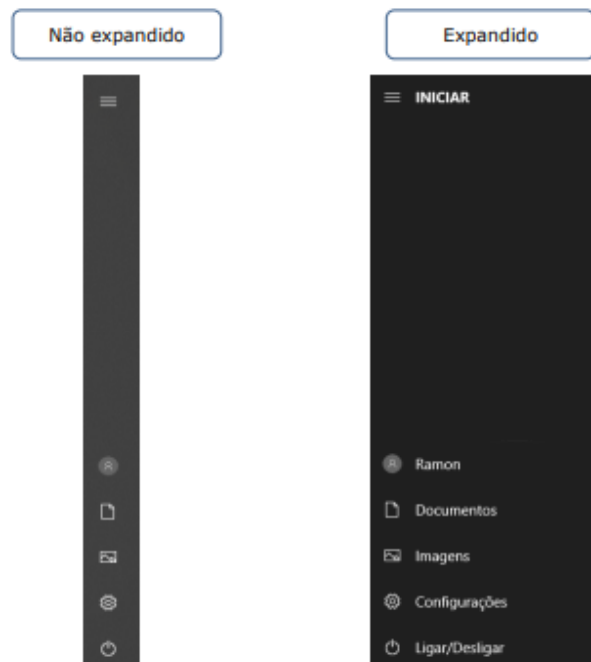 Não expandido
Expandido
INICIAR
Ramon
Documentos
Imagens
Configurações
Ligar/Desligar